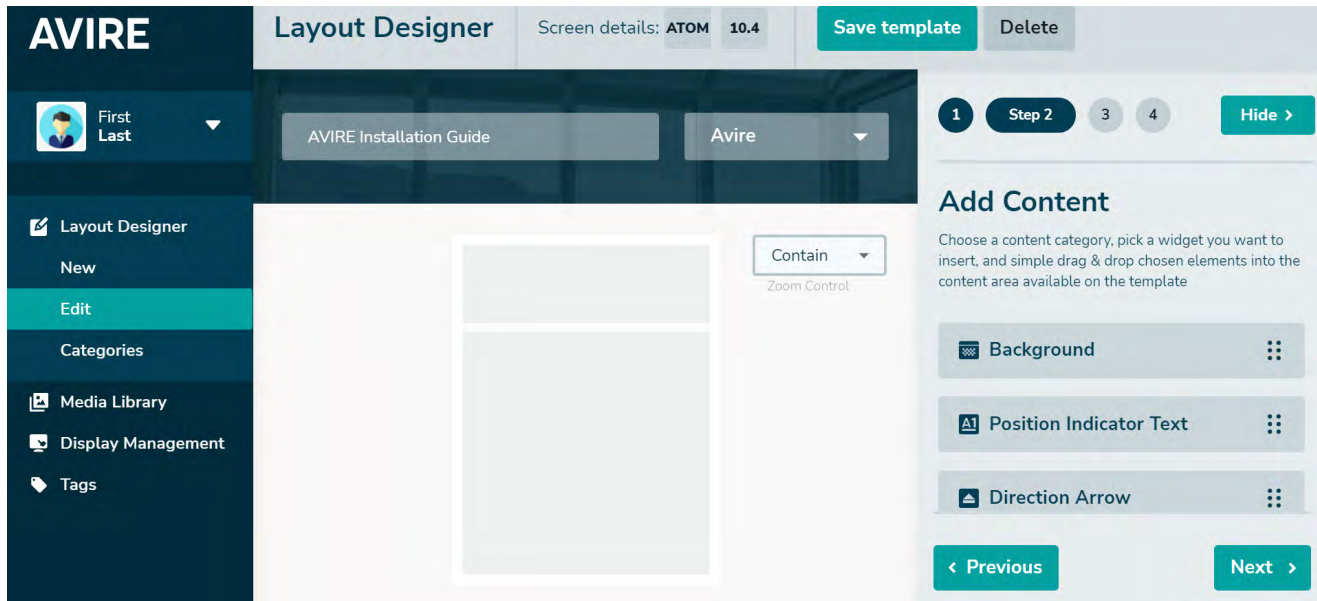 AVIRE
Layout Designer
Screen details: ATOM 10.4
Save template
Delete
First
Last
AVIRE Installation Guide
Avire
1
Step 2
3
4
Hide >
Layout Designer
New
Edit
Categories
Media Library
Display Management
Tags
Contain
Zoom Control
Add Content
Choose a content category, pick a widget you want to
insert, and simple drag & drop chosen elements into the
content area available on the template
Background
A1 Position Indicator Text
Direction Arrow
< Previous
Next >